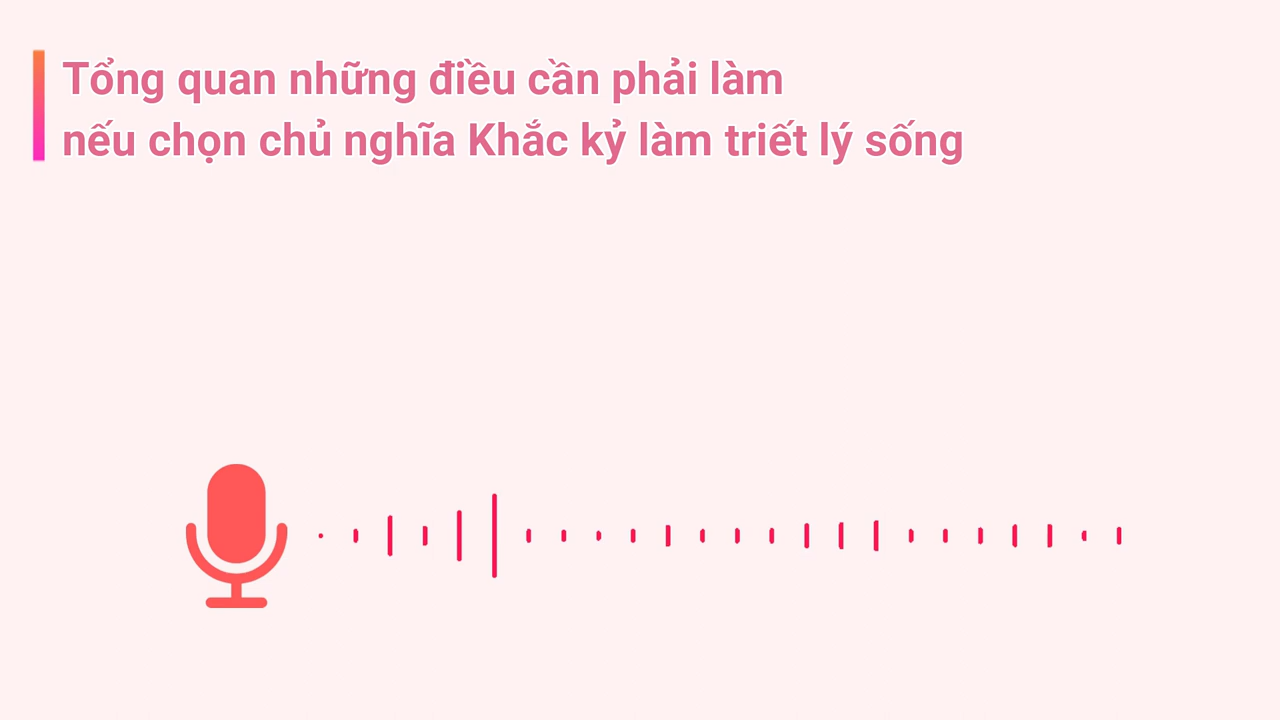 Tổng quan những điều cần phải làm
nếu chọn chủ nghĩa Khắc kỷ làm triết lý sống